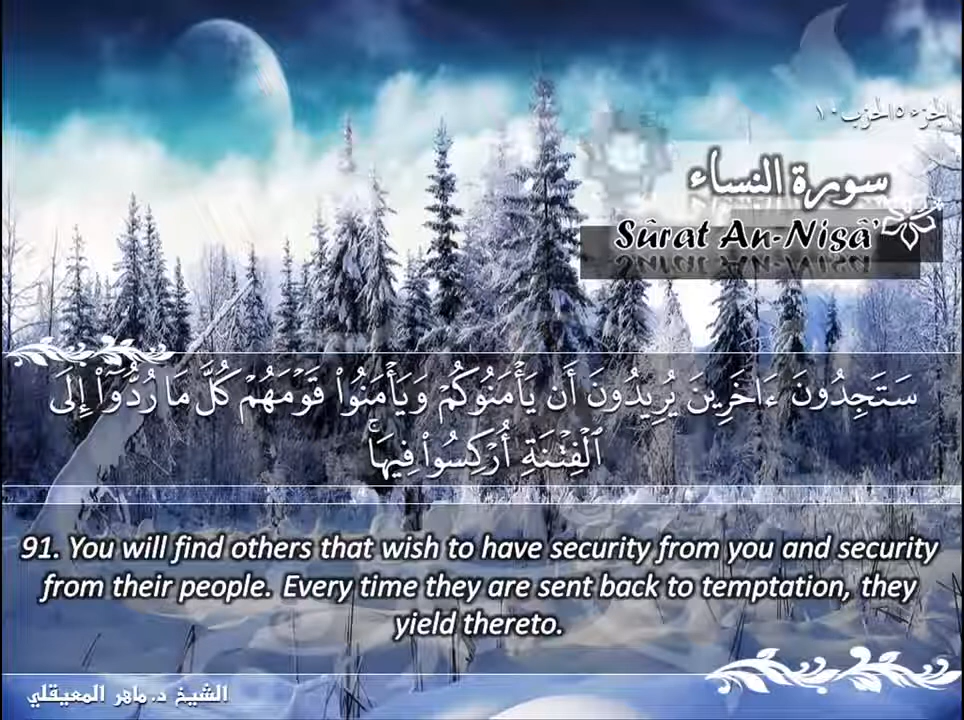 الجزء ٥ الحزب ١٠
سورة النساء
Sûrat An-Nisâ'
سَتَجِدُونَ ءَاخَرِينَ يُرِيدُونَ أَن يَأْمَنُوكُمْ وَيَأْمَنُوا۟ قَوْمَهُمْ كُلَّ مَا رُدُّوٓا۟ إِلَى
ٱلْفِتْنَةِ أُرْكِسُوا۟ فِيهَا ۚ
91. You will find others that wish to have security from you and security
from their people. Every time they are sent back to temptation, they
yield thereto.
الشيخ د. ماهر المعيقلي